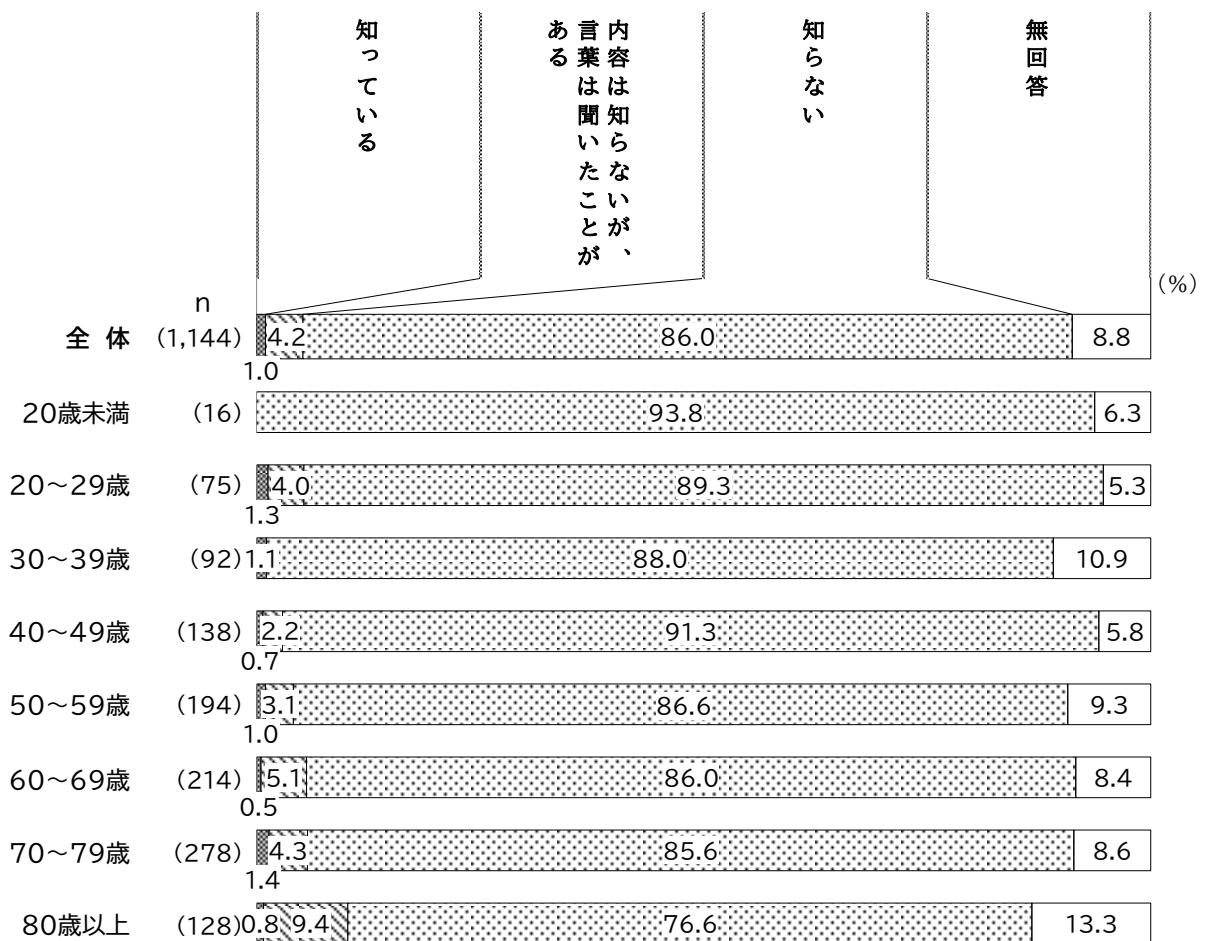 知っている
内容は知らないが、
言葉は聞いたことが
ある
知らない
無回答
(%)
n
全 体 (1,144) 4.2 86.0 8.8
1.0
20歳未満 (16) 93.8 6.3
20～29歳 (75) 4.0 89.3 5.3
1.3
30～39歳 (92) 1.1 88.0 10.9
40～49歳 (138) 2.2 91.3 5.8
0.7
50～59歳 (194) 3.1 86.6 9.3
1.0
60～69歳 (214) 5.1 86.0 8.4
0.5
70～79歳 (278) 4.3 85.6 8.6
1.4
80歳以上 (128) 0.8 9.4 76.6 13.3